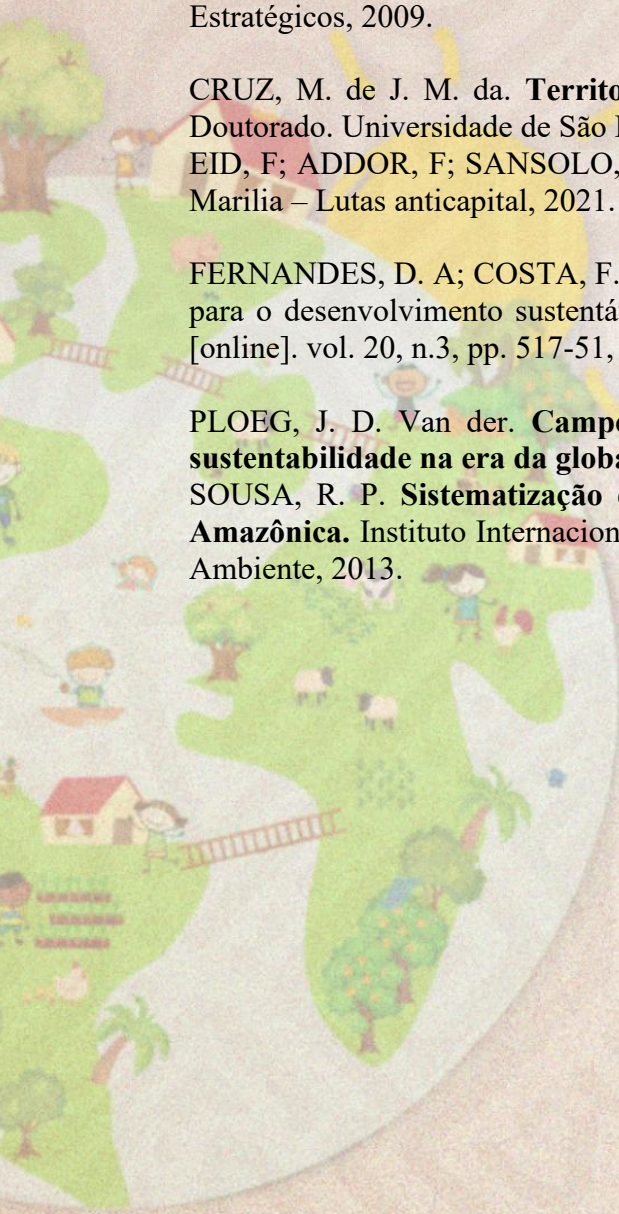 Estratégicos, 2009.
CRUZ, M. de J. M. da. Territo
Doutorado. Universidade de São
EID, F; ADDOR, F; SANSOLO,
Marilia – Lutas anticapital, 2021.
FERNANDES, D. A; COSTA, F.
para o desenvolvimento sustentá
[online]. vol. 20, n.3, pp. 517-51,
PLOEG, J. D. Van der. Campo
sustentabilidade na era da globa
SOUSA, R. P. Sistematização
Amazônica. Instituto Internacion
Ambiente, 2013.